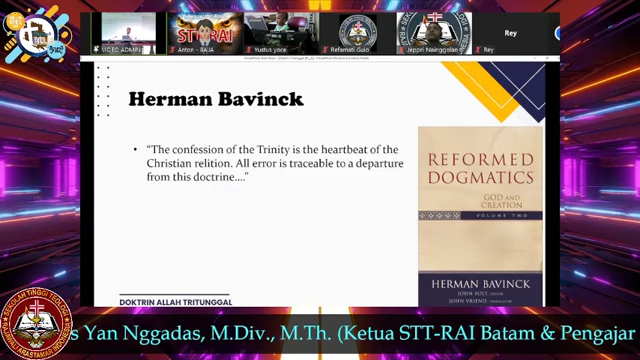 VIDEO ADMIN
Anton - BAJA
Yustus yoce
Refamati Gulo
Jeppri Nainggolan
Rey
Rey
STT RAI
Herman Bavinck
• “The confession of the Trinity is the heartbeat of the
Christian relition. All error is traceable to a departure
from this doctrine....”
REFORMED
DOGMATICS
GOD AND
CREATION
VOLUME TWO
HERMAN BAVINCK
JOHN BOLT, EDITOR
JOHN VRIEND, TRANSLATOR
DOKTRIN ALLAH TRITUNGGAL
s Yan Nggadas, M.Div., M.Th. (Ketua STT-RAI Batam & Pengajar